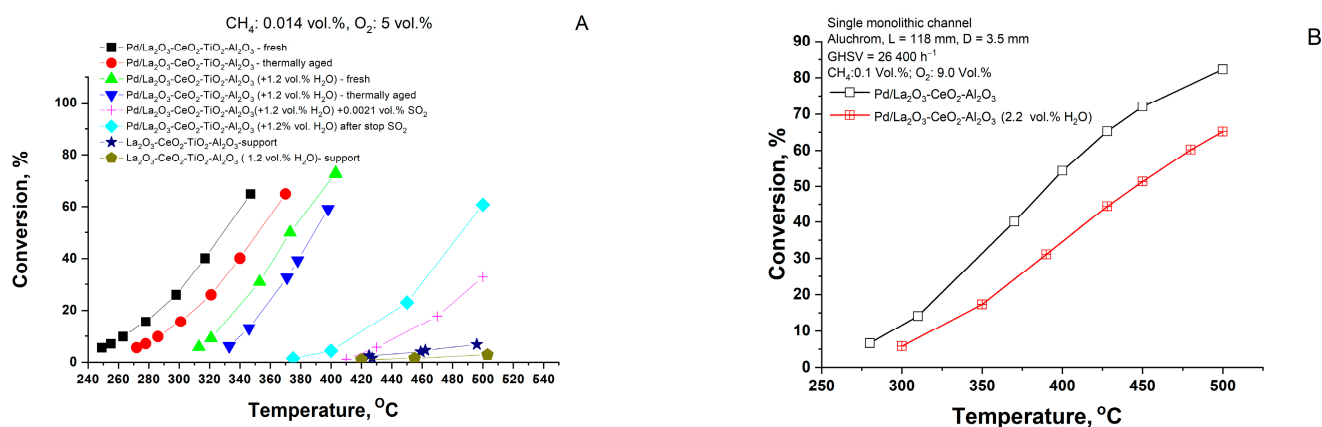 CH₄: 0.014 vol.%, O₂: 5 vol.%
A
Pd/La₂O₃-CeO₂-TiO₂-Al₂O₃ - fresh
Pd/La₂O₃-CeO₂-TiO₂-Al₂O₃ - thermally aged
Pd/La₂O₃-CeO₂-TiO₂-Al₂O₃ (+1.2 vol.% H₂O) - fresh
Pd/La₂O₃-CeO₂-TiO₂-Al₂O₃ (+1.2 vol.% H₂O) - thermally aged
Pd/La₂O₃-CeO₂-TiO₂-Al₂O₃(+1.2 vol.% H₂O) +0.0021 vol.% SO₂
Pd/La₂O₃-CeO₂-TiO₂-Al₂O₃ (+1.2% vol. H₂O) after stop SO₂
La₂O₃-CeO₂-TiO₂-Al₂O₃-support
La₂O₃-CeO₂-TiO₂-Al₂O₃ ( 1.2 vol.% H₂O)- support
100
80
60
40
20
0
Conversion, %
240 260 280 300 320 340 360 380 400 420 440 460 480 500 520 540
Temperature, °C
B
Single monolithic channel
Aluchrom, L = 118 mm, D = 3.5 mm
GHSV = 26 400 h⁻¹
CH₄:0.1 Vol.%; O₂: 9.0 Vol.%
Pd/La₂O₃-CeO₂-Al₂O₃
Pd/La₂O₃-CeO₂-Al₂O₃ (2.2 vol.% H₂O)
90
80
70
60
50
40
30
20
10
0
Conversion, %
250 300 350 400 450 500
Temperature, °C